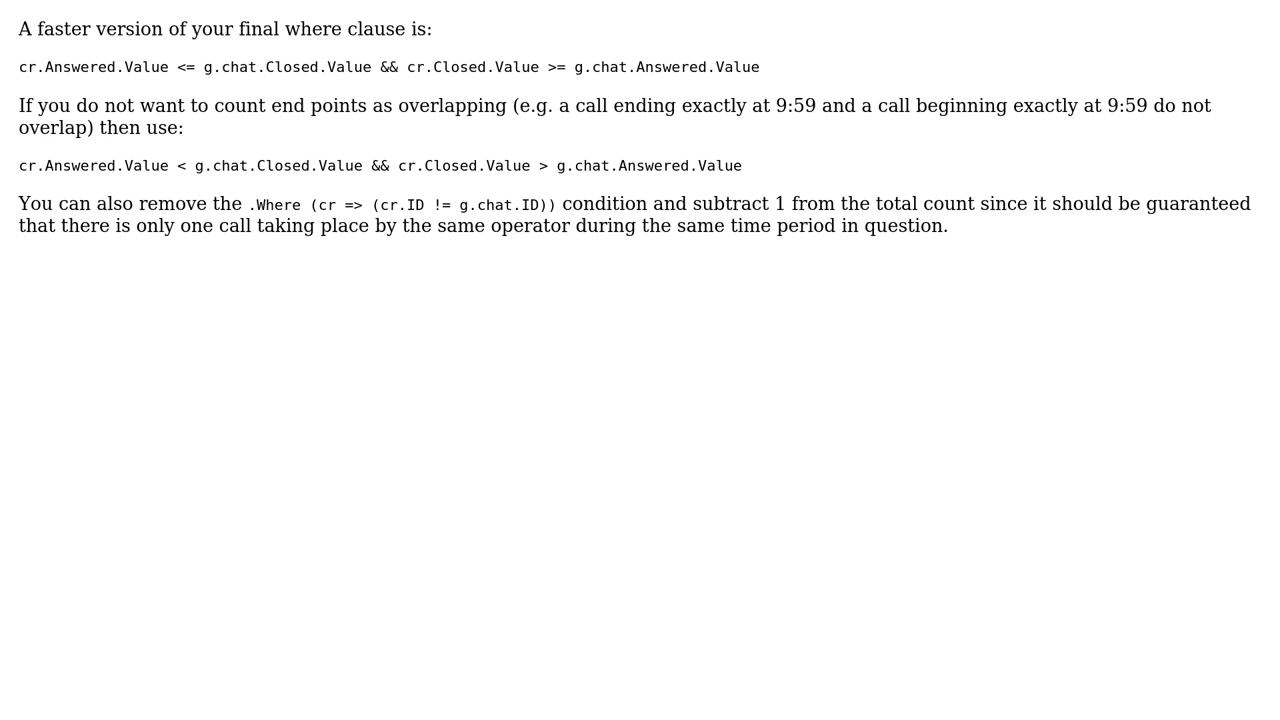 A faster version of your final where clause is:
cr.Answered.Value <= g.chat.Closed.Value && cr.Closed.Value >= g.chat.Answered.Value
If you do not want to count end points as overlapping (e.g. a call ending exactly at 9:59 and a call beginning exactly at 9:59 do not
overlap) then use:
cr.Answered.Value < g.chat.Closed.Value && cr.Closed.Value > g.chat.Answered.Value
You can also remove the .Where (cr => (cr.ID != g.chat.ID)) condition and subtract 1 from the total count since it should be guaranteed
that there is only one call taking place by the same operator during the same time period in question.